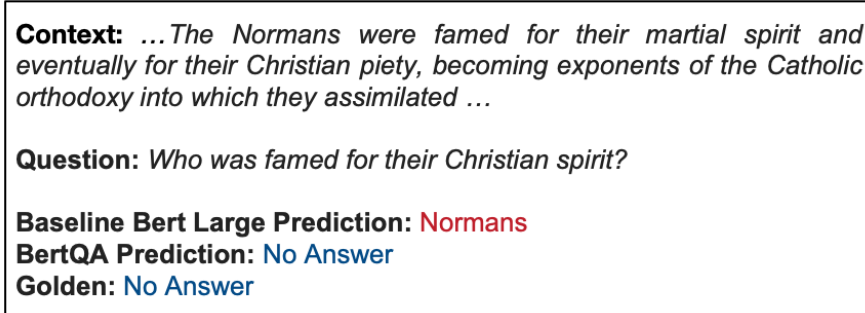 Context: …The Normans were famed for their martial spirit and
eventually for their Christian piety, becoming exponents of the Catholic
orthodoxy into which they assimilated …
Question: Who was famed for their Christian spirit?
Baseline Bert Large Prediction: Normans
BertQA Prediction: No Answer
Golden: No Answer